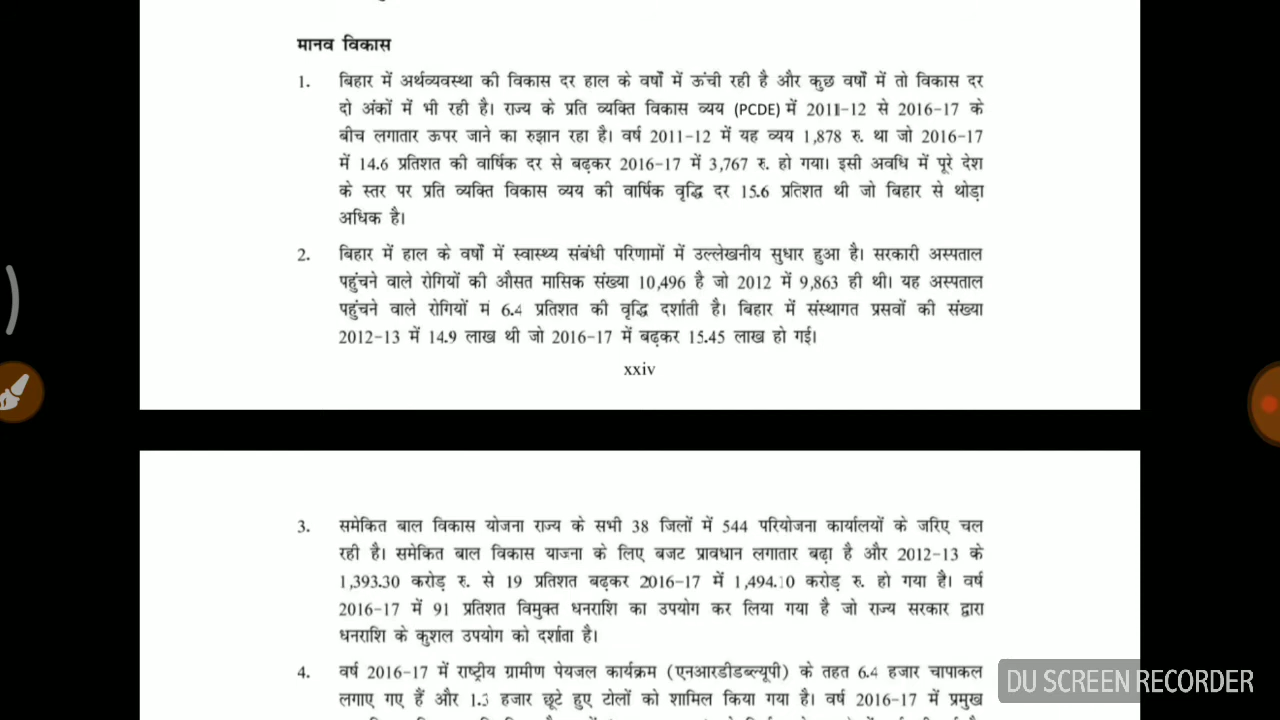 मानव विकास
1. बिहार में अर्थव्यवस्था की विकास दर हाल के वर्षों में ऊंची रही है और कुछ वर्षों में तो विकास दर
दो अंकों में भी रही है। राज्य के प्रति व्यक्ति विकास व्यय (PCDE) में 2011-12 से 2016-17 के
बीच लगातार ऊपर जाने का रुझान रहा है। वर्ष 2011-12 में यह व्यय 1,878 रु. था जो 2016-17
में 14.6 प्रतिशत की वार्षिक दर से बढ़कर 2016-17 में 3,767 रु. हो गया। इसी अवधि में पूरे देश
के स्तर पर प्रति व्यक्ति विकास व्यय की वार्षिक वृद्धि दर 15.6 प्रतिशत थी जो बिहार से थोड़ा
अधिक है।
2. बिहार में हाल के वर्षों में स्वास्थ्य संबंधी परिणामों में उल्लेखनीय सुधार हुआ है। सरकारी अस्पताल
पहुंचने वाले रोगियों की औसत मासिक संख्या 10,496 है जो 2012 में 9,863 ही थी। यह अस्पताल
पहुंचने वाले रोगियों म 6.4 प्रतिशत की वृद्धि दर्शाती है। बिहार में संस्थागत प्रसवों की संख्या
2012-13 में 14.9 लाख थी जो 2016-17 में बढ़कर 15.45 लाख हो गई।
xxiv
3. समेकित बाल विकास योजना राज्य के सभी 38 जिलों में 544 परियोजना कार्यालयों के जरिए चल
रही है। समेकित बाल विकास याजना के लिए बजट प्रावधान लगातार बढ़ा है और 2012-13 के
1,393.30 करोड़ रु. से 19 प्रतिशत बढ़कर 2016-17 में 1,494.10 करोड़ रु. हो गया है। वर्ष
2016-17 में 91 प्रतिशत विमुक्त धनराशि का उपयोग कर लिया गया है जो राज्य सरकार द्वारा
धनराशि के कुशल उपयोग को दर्शाता है।
4. वर्ष 2016-17 में राष्ट्रीय ग्रामीण पेयजल कार्यक्रम (एनआरडीडब्ल्यूपी) के तहत 6.4 हजार चापाकल
लगाए गए हैं और 1.3 हजार छूटे हुए टोलों को शामिल किया गया है। वर्ष 2016-17 में प्रमुख
DU SCREEN RECORDER